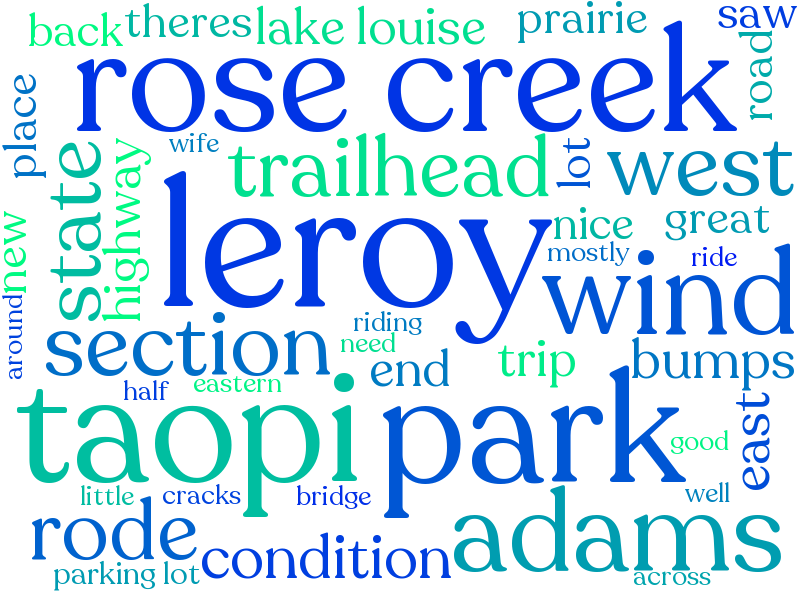 back
theres
lake louise
prairie
saw
rose creek
road
place
wife
trailhead
lot
west
state
highway
leroy
nice
great
new
mostly
ride
wind
around
section
riding
need
end
trip
bumps
half
eastern
taopi
park
good
east
little
cracks
bridge
well
rode
condition
adams
parking lot
across